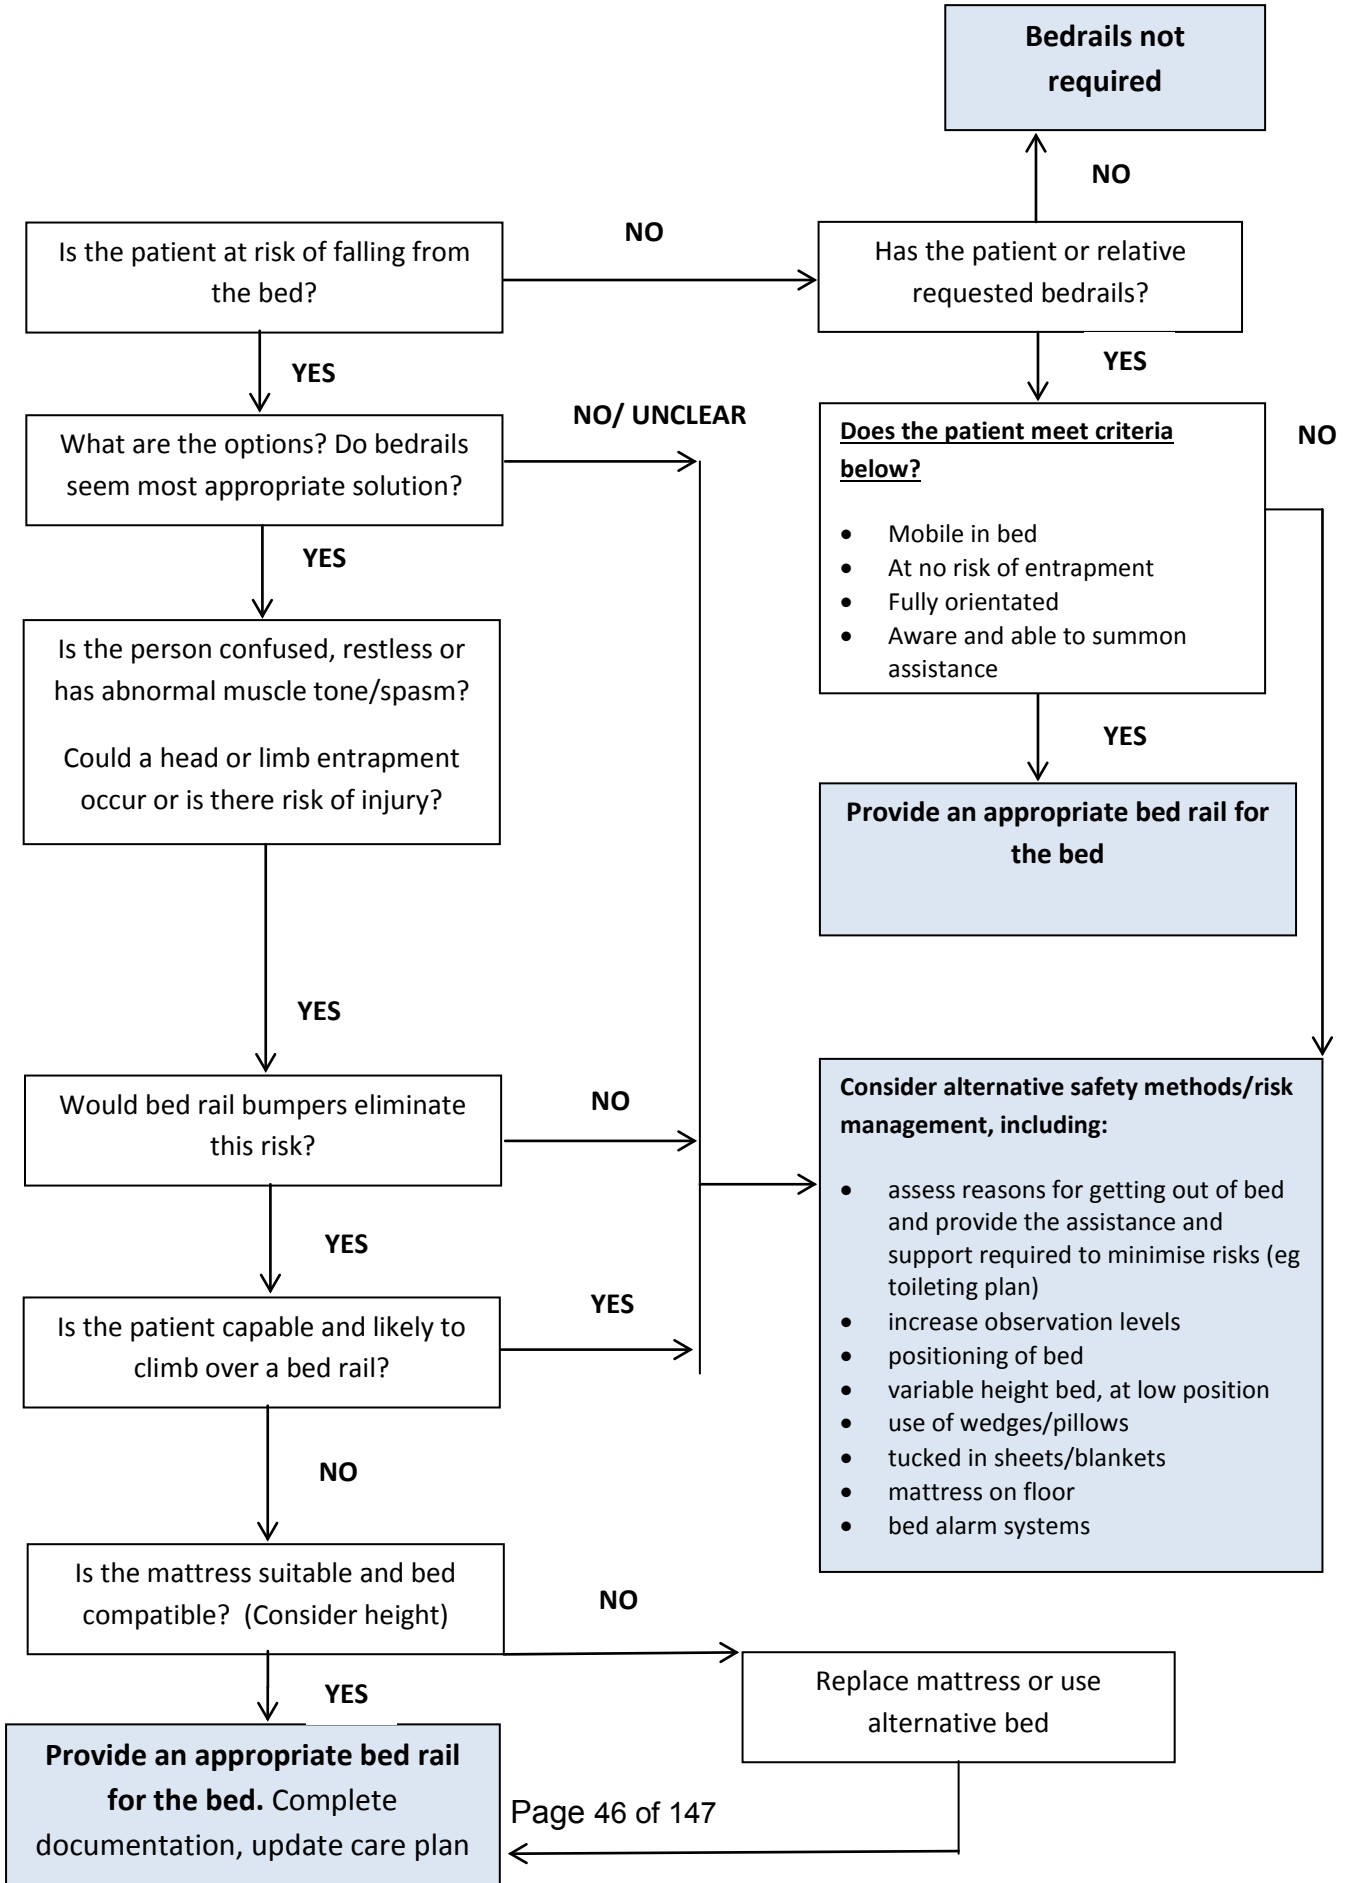 Bedrails not
required
NO
Is the patient at risk of falling from
the bed?
NO
Has the patient or relative
requested bedrails?
YES
YES
What are the options? Do bedrails
seem most appropriate solution?
NO/ UNCLEAR
Does the patient meet criteria
below?
• Mobile in bed
• At no risk of entrapment
• Fully orientated
• Aware and able to summon
assistance
NO
YES
Is the person confused, restless or
has abnormal muscle tone/spasm?
Could a head or limb entrapment
occur or is there risk of injury?
YES
Provide an appropriate bed rail for
the bed
YES
Would bed rail bumpers eliminate
this risk?
NO
Consider alternative safety methods/risk
management, including:
• assess reasons for getting out of bed
and provide the assistance and
support required to minimise risks (eg
toileting plan)
• increase observation levels
• positioning of bed
• variable height bed, at low position
• use of wedges/pillows
• tucked in sheets/blankets
• mattress on floor
• bed alarm systems
YES
Is the patient capable and likely to
climb over a bed rail?
YES
NO
Is the mattress suitable and bed
compatible?  (Consider height)
NO
Replace mattress or use
alternative bed
YES
Provide an appropriate bed rail
for the bed. Complete
documentation, update care plan
Page 46 of 147